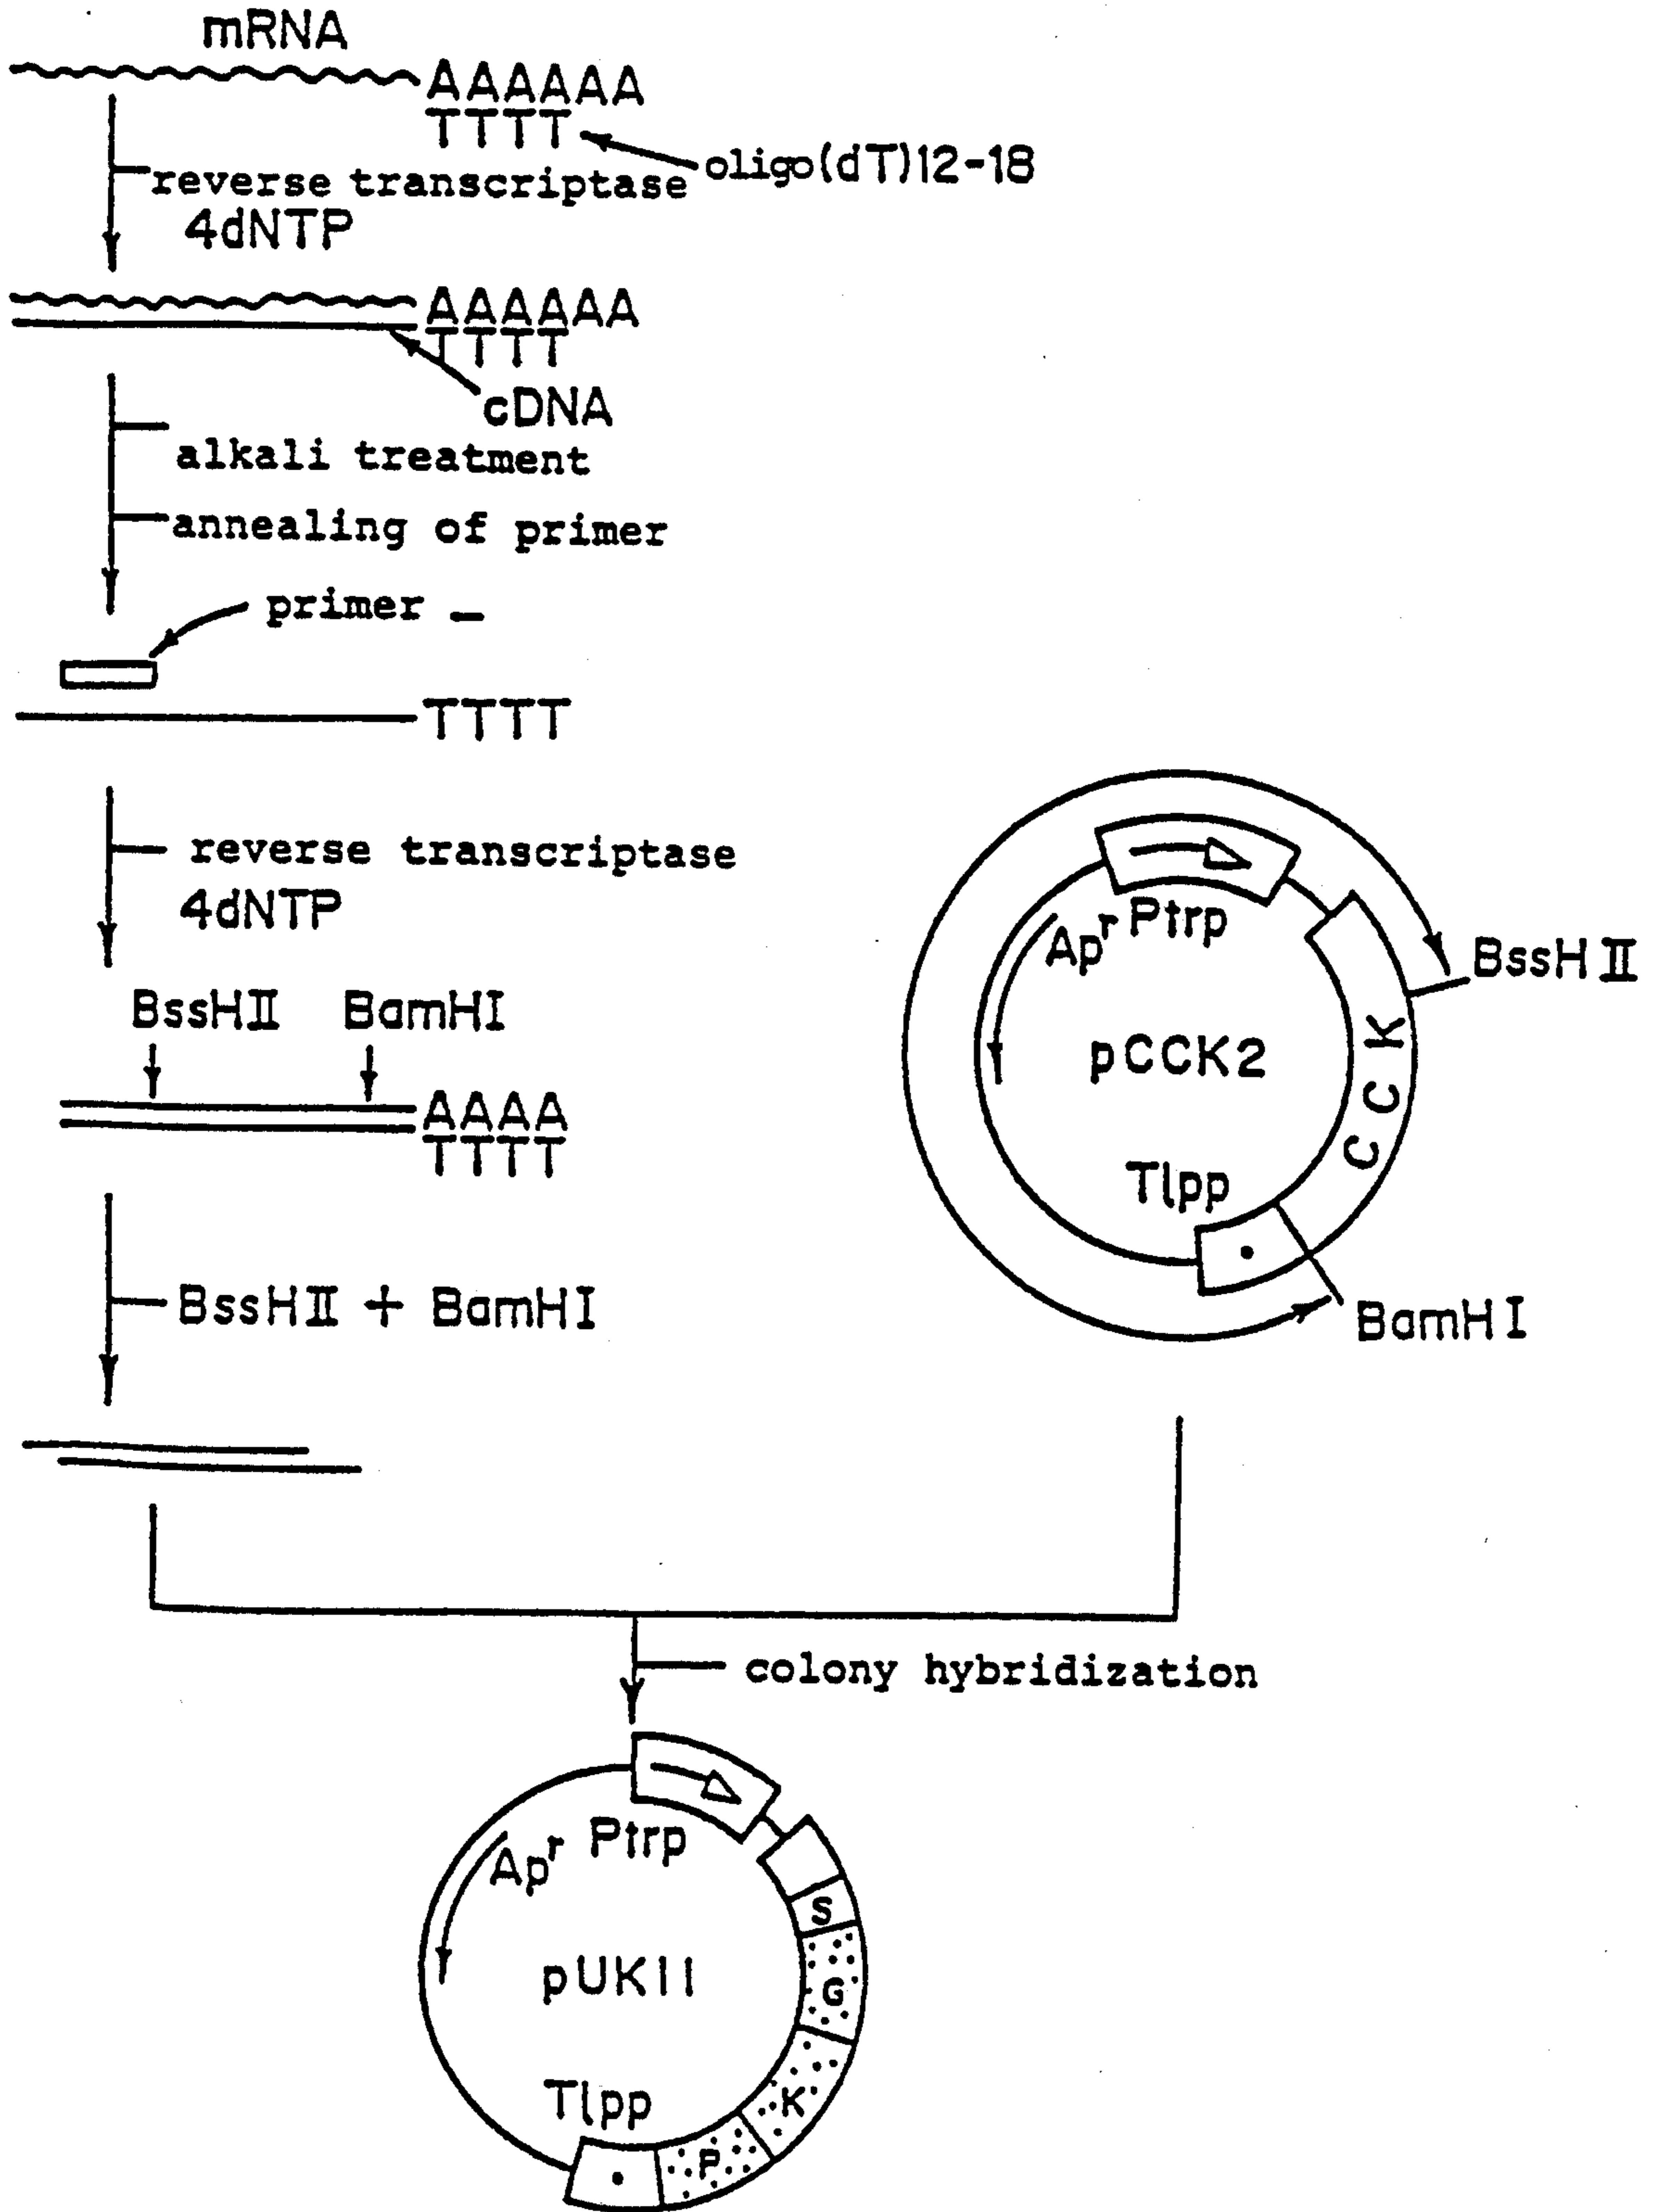 mRNA
AAAAAA
TTTT
oligo(dT)12-18
reverse transcriptase
4dNTP
AAAAAA
TTTT
cDNA
alkali treatment
annealing of primer
primer
TTTT
reverse transcriptase
4dNTP
BssHII BamHI
AAAA
TTTT
BssHII + BamHI
Apr Ptrp
BssHII
pCCK2
CCK
Tlpp
BamHI
colony hybridization
Apr Ptrp
S
G
pUK11
K
Tlpp
P